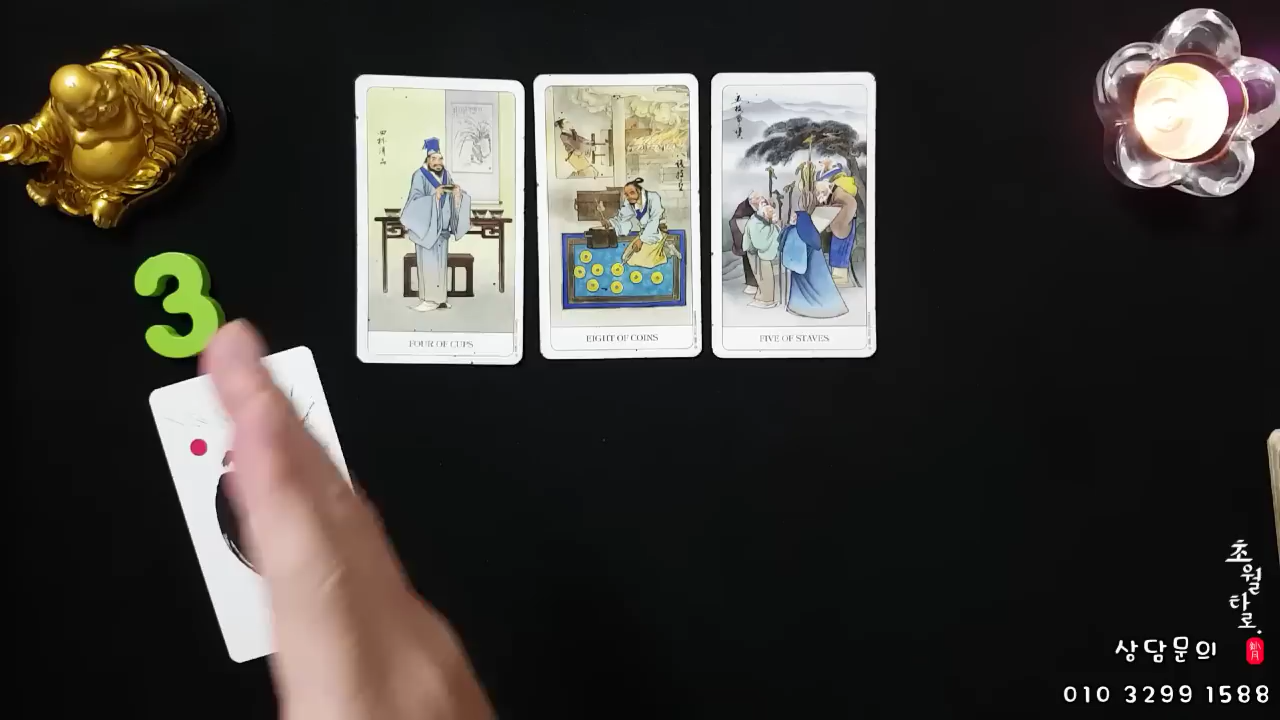 3
FOUR OF CUPS
EIGHT OF COINS
FIVE OF STAVES
초월타로.
상담문의
010 3299 1588